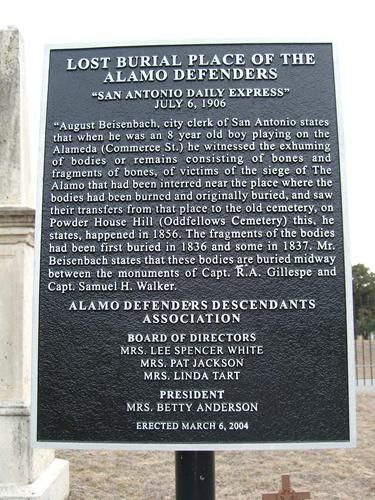 LOST BURIAL PLACE OF THE
ALAMO DEFENDERS
"SAN ANTONIO DAILY EXPRESS"
JULY 6, 1906
"August Beisenbach, city clerk of San Antonio states
that when he was an 8 year old boy playing on the
Alameda (Commerce St.) he witnessed the exhuming
of bodies or remains consisting of bones and
fragments of bones, of victims of the siege of The
Alamo that had been interred near the place where the
bodies had been burned and originally buried, and saw
their transfers from that place to the old cemetery, on
Powder House Hill (Oddfellows Cemetery) this, he
states, happened in 1856. The fragments of the bodies
had been first buried in 1836 and some in 1837. Mr.
Beisenbach states that these bodies are buried midway
between the monuments of Capt. R.A. Gillespe and
Capt. Samuel H. Walker.
ALAMO DEFENDERS DESCENDANTS
ASSOCIATION
BOARD OF DIRECTORS
MRS. LEE SPENCER WHITE
MRS. PAT JACKSON
MRS. LINDA TART
PRESIDENT
MRS. BETTY ANDERSON
ERECTED MARCH 6, 2004